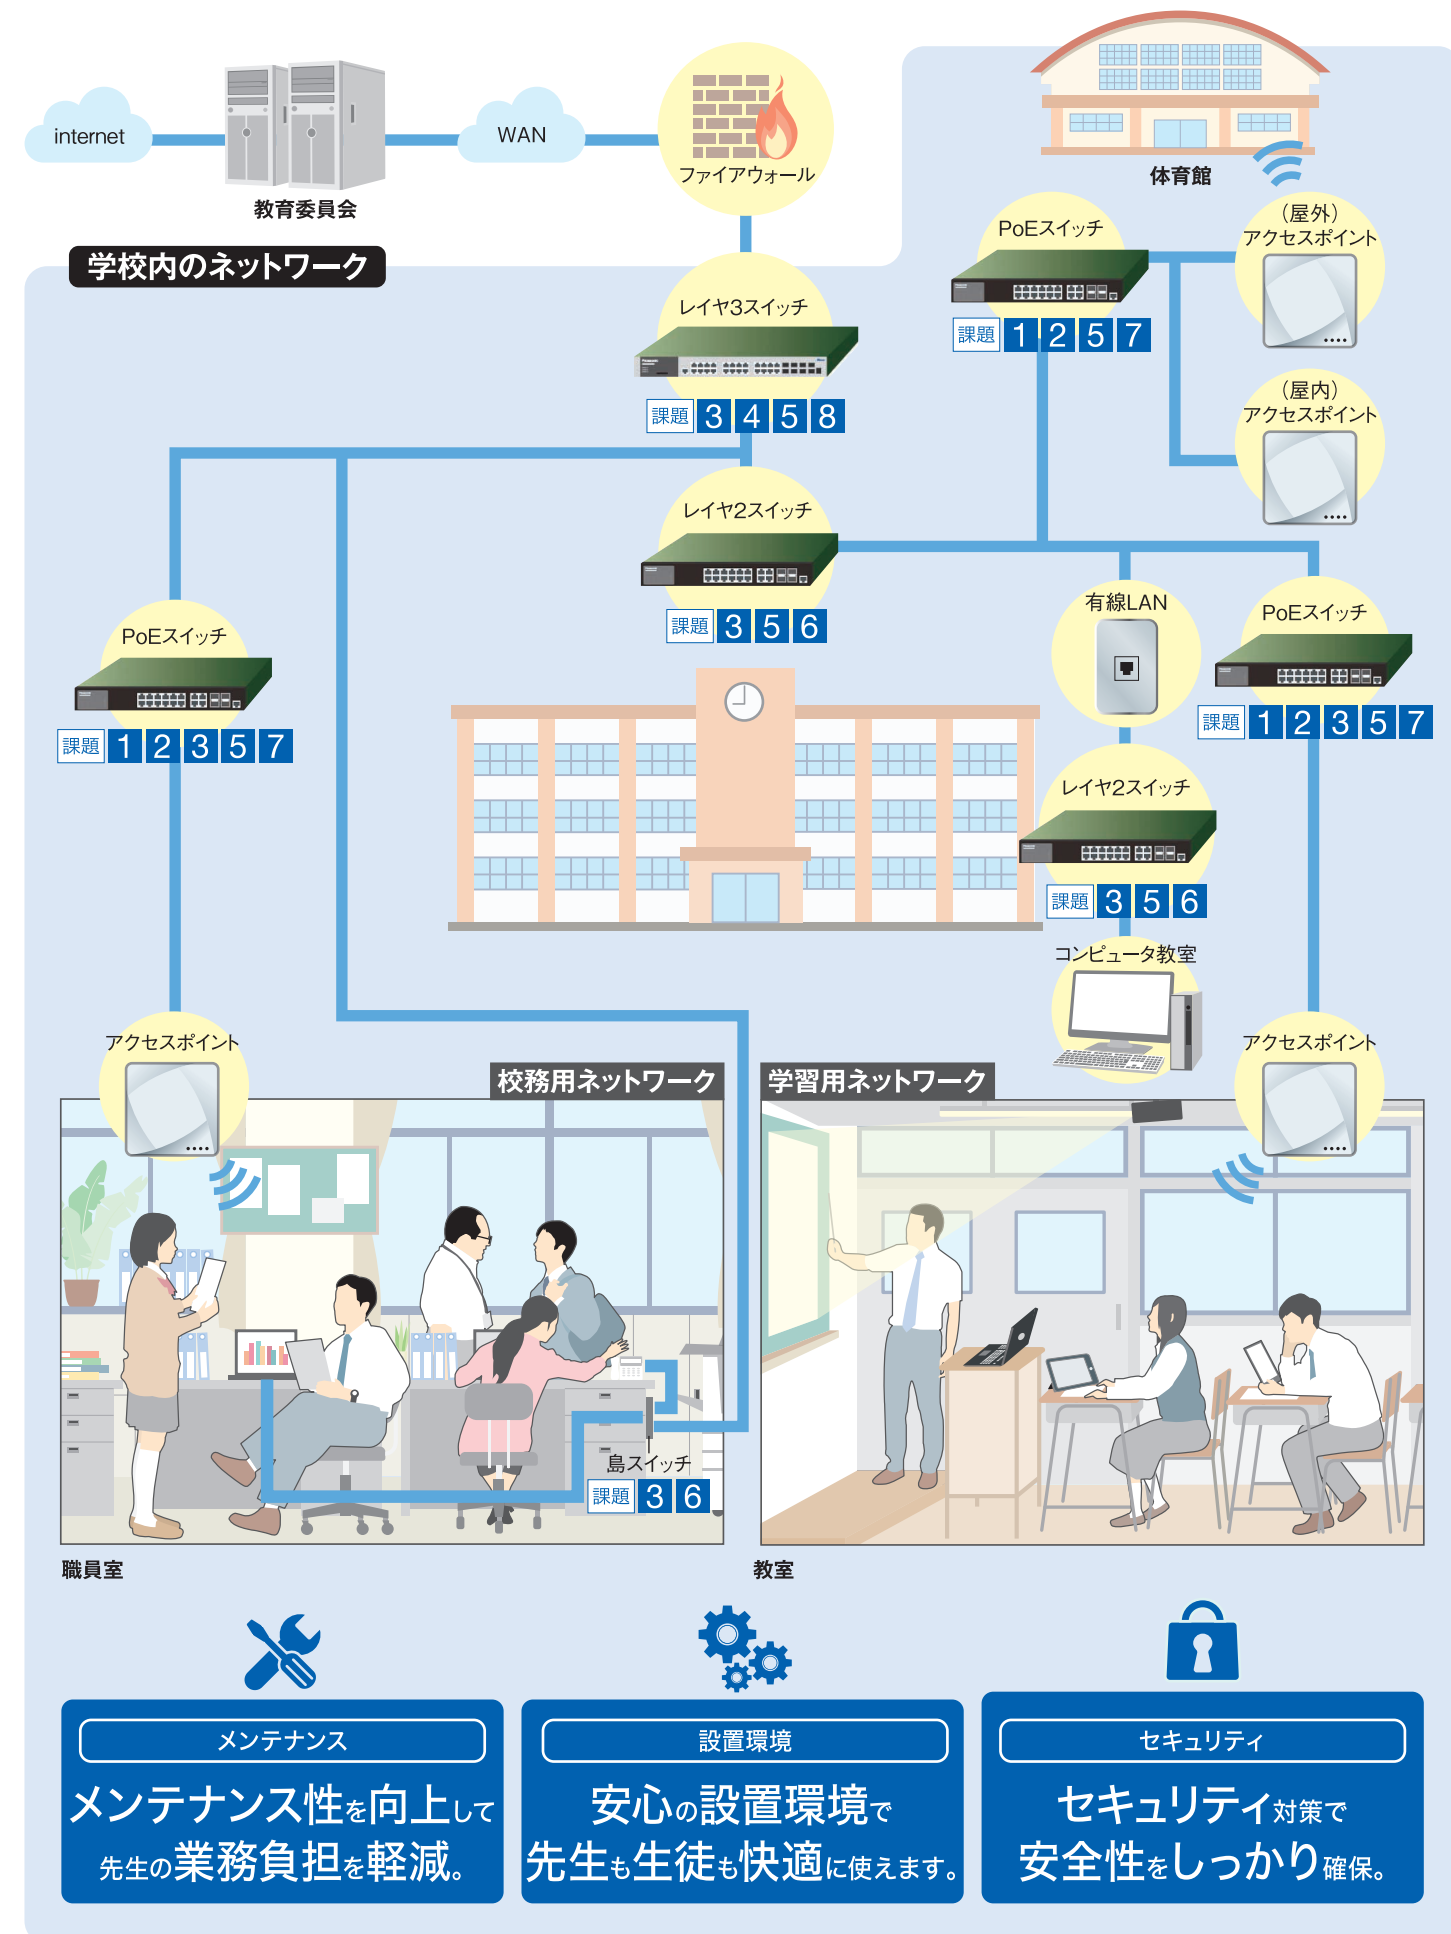 internet
教育委員会
WAN
ファイアウォール
体育館
学校内のネットワーク
レイヤ3スイッチ
課題 3 4 5 8
PoEスイッチ
課題 1 2 5 7
(屋外)
アクセスポイント
(屋内)
アクセスポイント
レイヤ2スイッチ
課題 3 5 6
有線LAN
PoEスイッチ
課題 1 2 3 5 7
PoEスイッチ
課題 1 2 3 5 7
レイヤ2スイッチ
課題 3 5 6
コンピュータ教室
アクセスポイント
アクセスポイント
校務用ネットワーク
学習用ネットワーク
島スイッチ
課題 3 6
職員室
教室
メンテナンス
メンテナンス性を向上して
先生の業務負担を軽減。
設置環境
安心の設置環境で
先生も生徒も快適に使えます。
セキュリティ
セキュリティ対策で
安全性をしっかり確保。